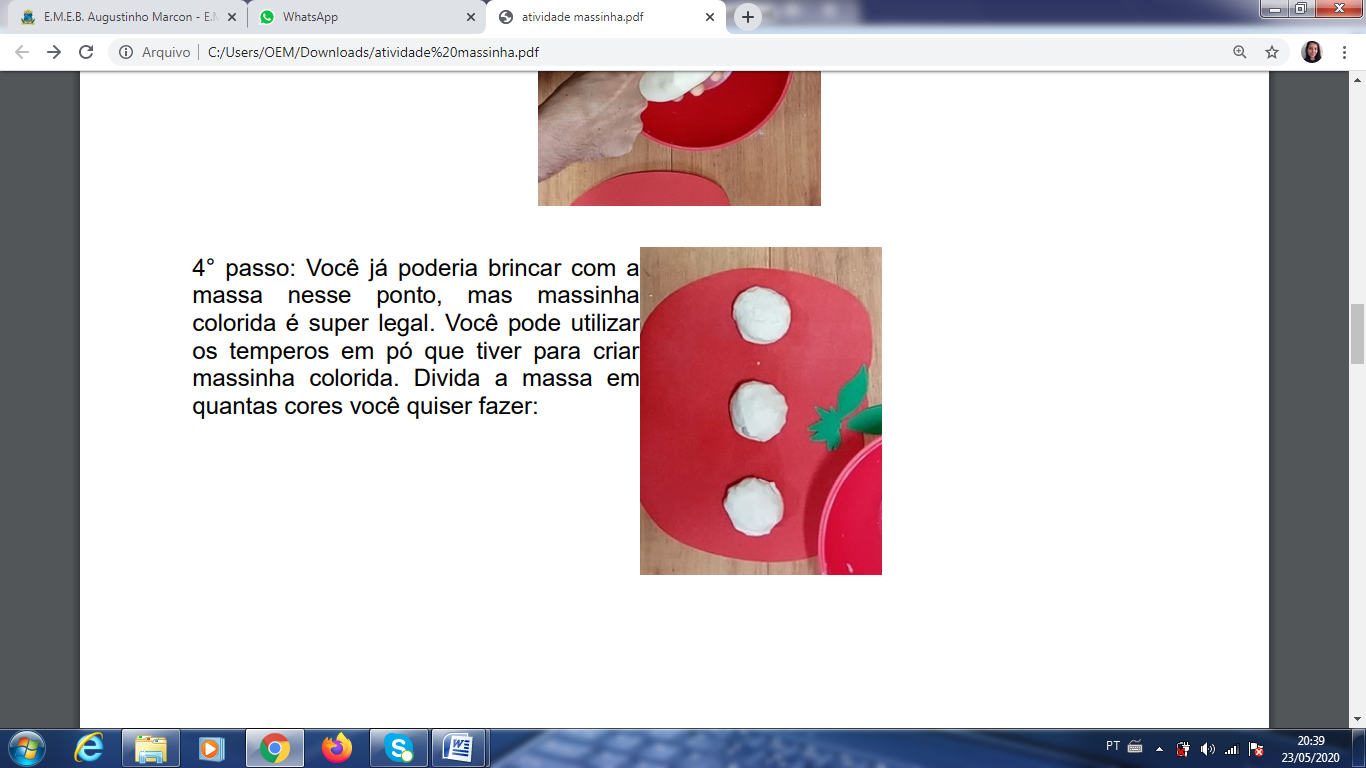 E.M.E.B. Augustinho Marcon - E.M
WhatsApp
atividade massinha.pdf
Arquivo
C:/Users/OEM/Downloads/atividade%20massinha.pdf
4° passo: Você já poderia brincar com a
massa nesse ponto, mas massinha
colorida é super legal. Você pode utilizar
os temperos em pó que tiver para criar
massinha colorida. Divida a massa em
quantas cores você quiser fazer:
PT
20:39
23/05/2020